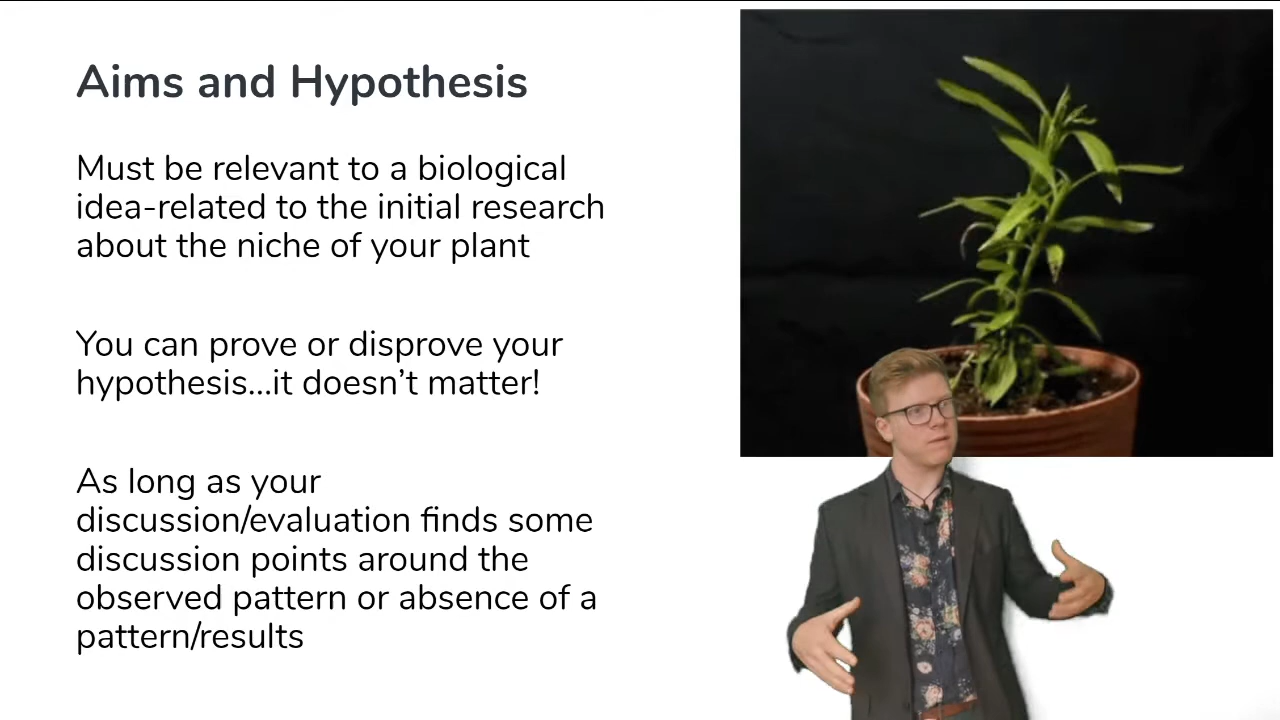 Aims and Hypothesis
Must be relevant to a biological
idea-related to the initial research
about the niche of your plant
You can prove or disprove your
hypothesis...it doesn't matter!
As long as your
discussion/evaluation finds some
discussion points around the
observed pattern or absence of a
pattern/results